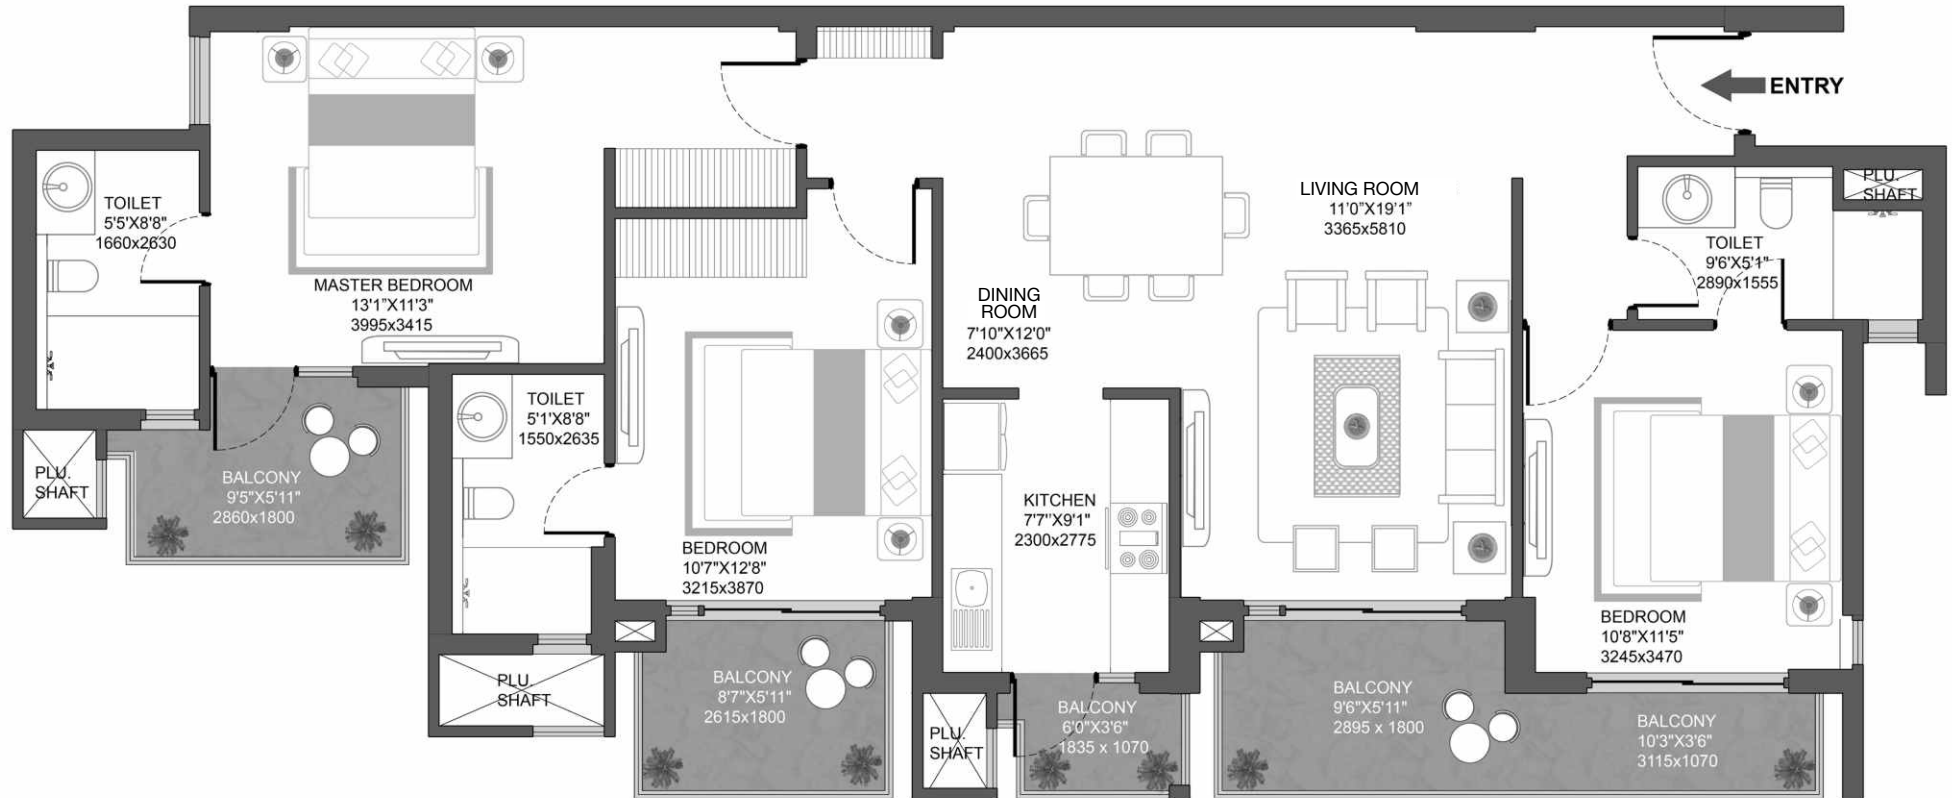 ENTRY
TOILET
5'5'X8'8"
1660x2630
MASTER BEDROOM
13'1"X11'3"
3995x3415
LIVING ROOM
11'0"X19'1"
3365x5810
PLU.
SHAFT
TOILET
9'6"X5'1"
2890x1555
DINING
ROOM
7'10"X12'0"
2400x3665
TOILET
5'1'X8'8"
1550x2635
PLU.
SHAFT
BALCONY
9'5"X5'11"
2860x1800
KITCHEN
7'7"X9'1"
2300x2775
BEDROOM
10'7"X12'8"
3215x3870
BEDROOM
10'8"X11'5"
3245x3470
PLU.
SHAFT
BALCONY
8'7"X5'11"
2615x1800
PLU.
SHAFT
BALCONY
6'0"X3'6"
1835 x 1070
BALCONY
9'6"X5'11"
2895 x 1800
BALCONY
10'3"X3'6"
3115x1070